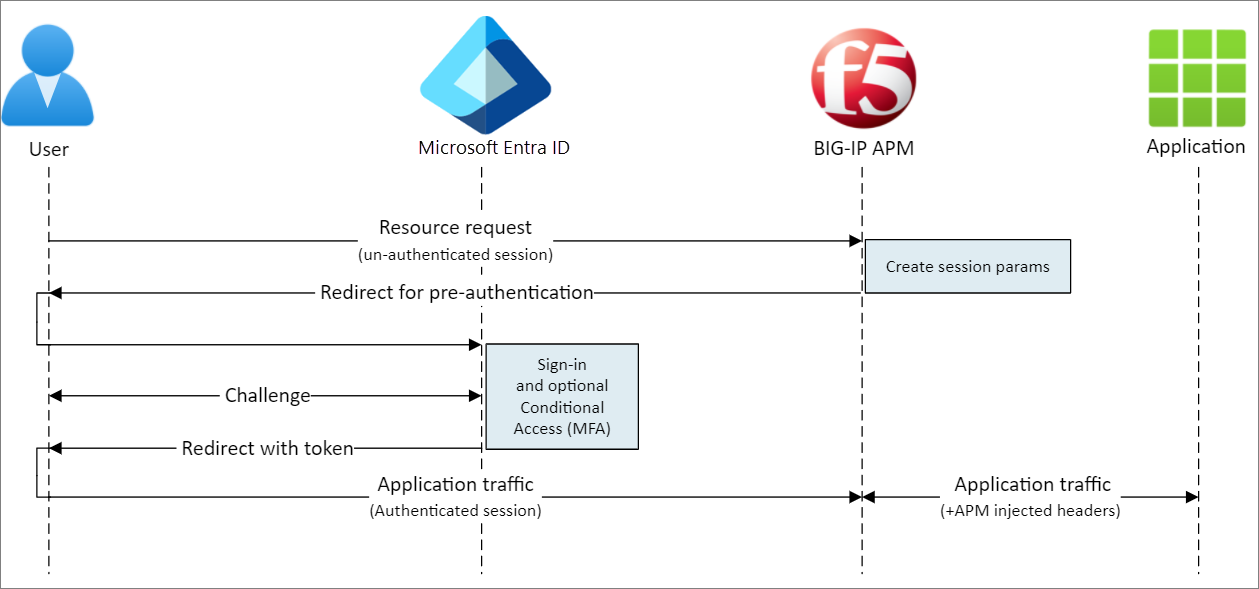 f5
User
Microsoft Entra ID
BIG-IP APM
Application
Resource request
(un-authenticated session)
Create session params
Redirect for pre-authentication
Sign-in
and optional
Conditional
Access (MFA)
Challenge
Redirect with token
Application traffic
(Authenticated session)
Application traffic
(+APM injected headers)